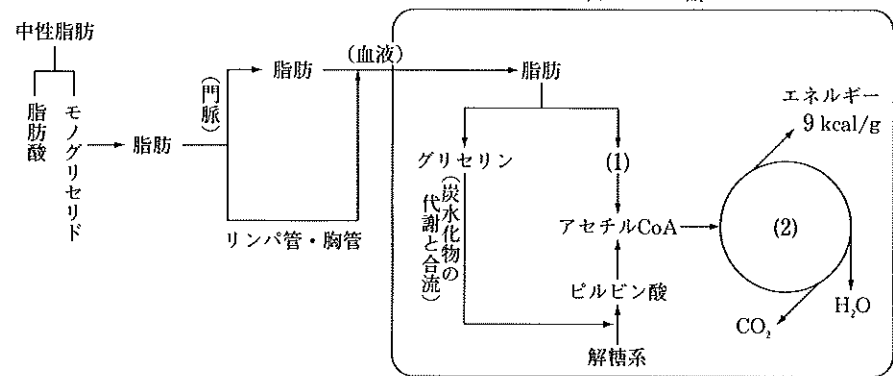 中性脂肪
脂肪酸
モノグリセリド
脂肪
(門脈)
脂肪
(血液)
リンパ管・胸管
脂肪
グリセリン
(炭水化物の
代謝と合流)
(1)
アセチルCoA
ピルビン酸
解糖系
(2)
エネルギー
9 kcal/g
CO₂
H₂O